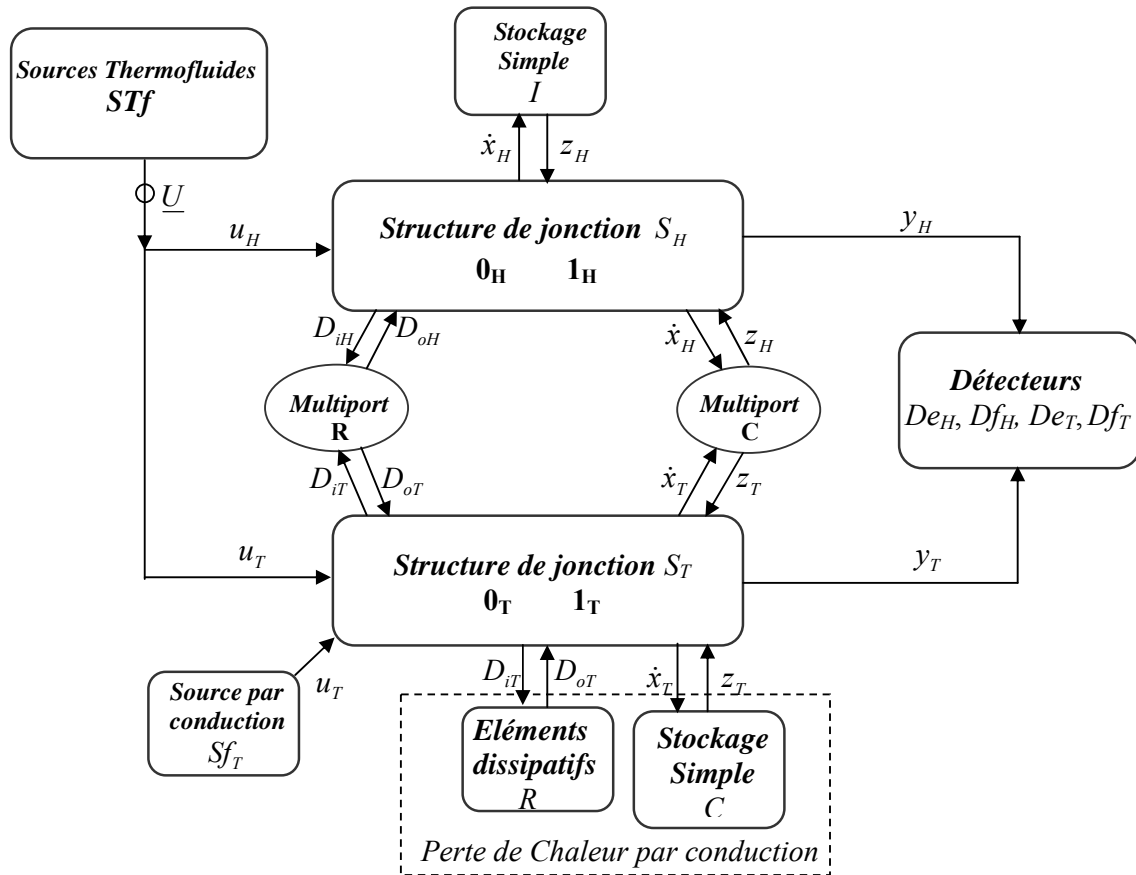 Sources Thermofluides
STf
U
Stockage
Simple
I
ẋ_H
z_H
u_H
Structure de jonction S_H
0_H 1_H
y_H
D_iH
D_oH
ẋ_H
z_H
Multiport
R
Multiport
C
Détecteurs
De_H, Df_H, De_T, Df_T
D_iT
D_oT
ẋ_T
z_T
u_T
Structure de jonction S_T
0_T 1_T
y_T
Source par
conduction
Sf_T
u_T
D_iT
D_oT
ẋ_T
z_T
Eléments
dissipatifs
R
Stockage
Simple
C
Perte de Chaleur par conduction